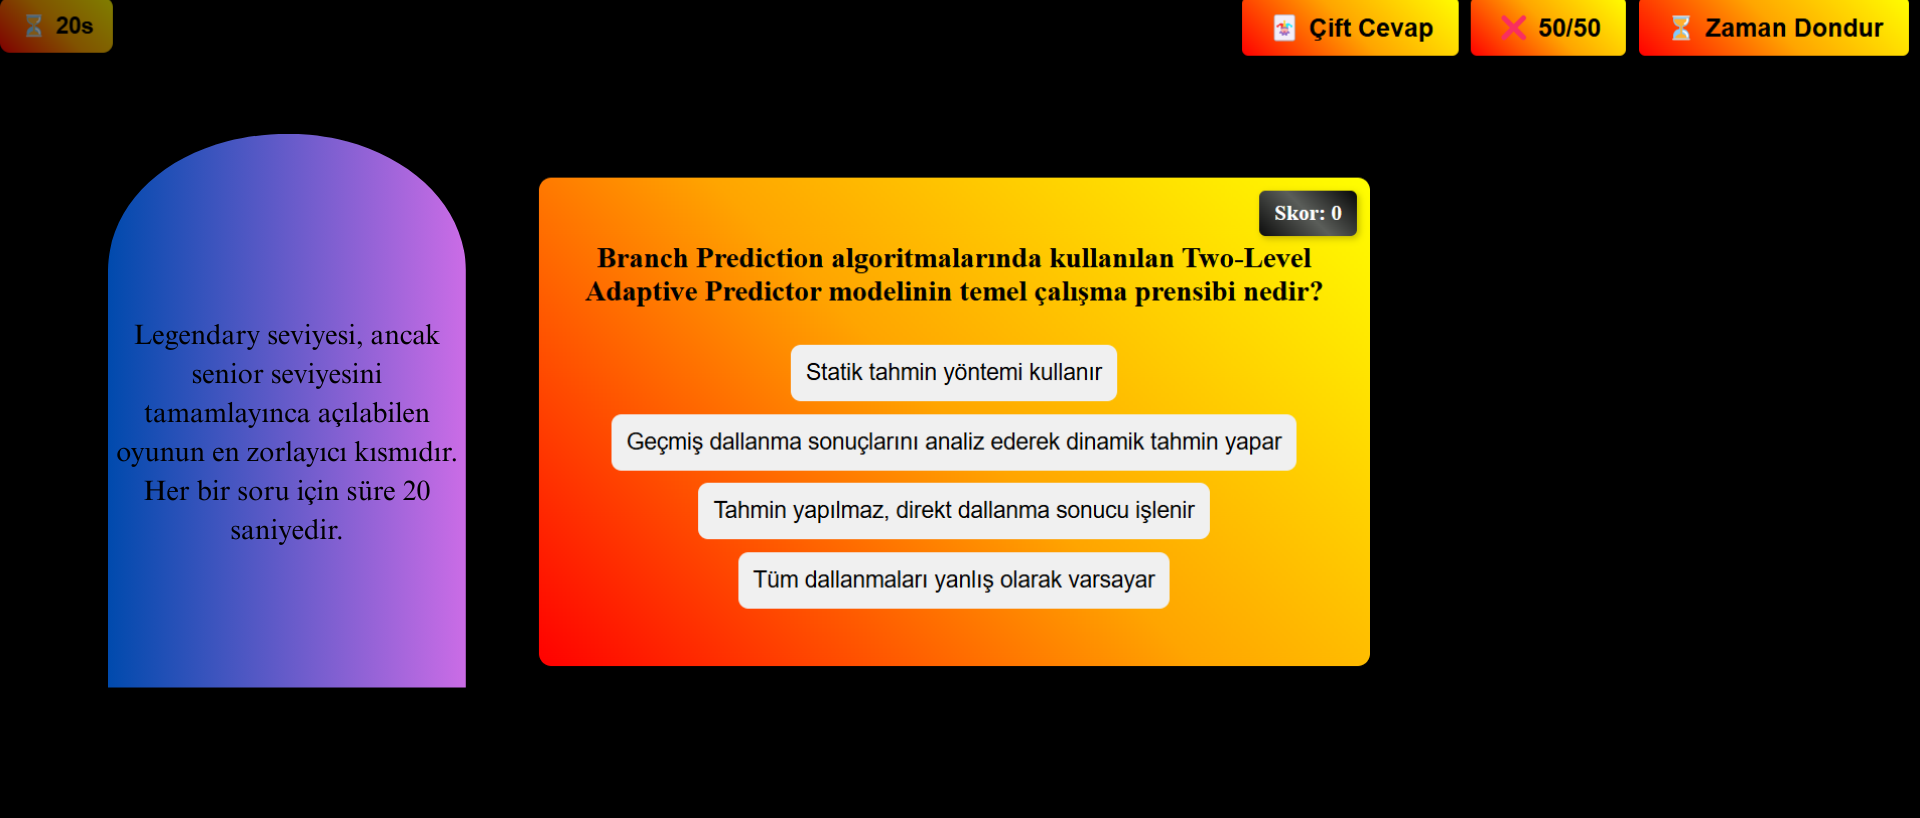 ⏳ 20s
🃏 Çift Cevap
❌ 50/50
⏳ Zaman Dondur
Legendary seviyesi, ancak
senior seviyesini
tamamlayınca açılabilen
oyunun en zorlayıcı kısmıdır.
Her bir soru için süre 20
saniyedir.
Skor: 0
Branch Prediction algoritmalarında kullanılan Two-Level
Adaptive Predictor modelinin temel çalışma prensibi nedir?
Statik tahmin yöntemi kullanır
Geçmiş dallanma sonuçlarını analiz ederek dinamik tahmin yapar
Tahmin yapılmaz, direkt dallanma sonucu işlenir
Tüm dallanmaları yanlış olarak varsayar